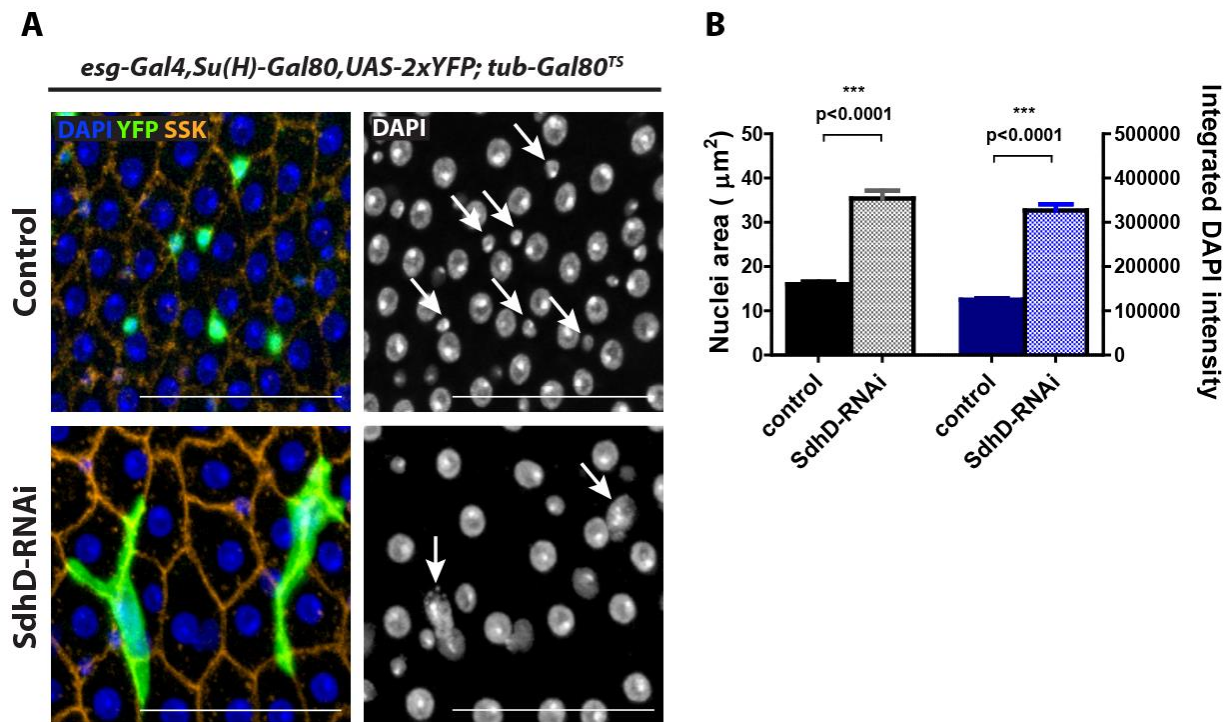 A
esg-Gal4,Su(H)-Gal80,UAS-2xYFP; tub-Gal80TS
DAPI YFP SSK
DAPI
Control
SdhD-RNAi
B
***
p<0.0001
***
p<0.0001
Nuclei area ( μm2)
50
40
30
20
10
0
500000
400000
300000
200000
100000
0
Integrated DAPI intensity
control
SdhD-RNAi
control
SdhD-RNAi